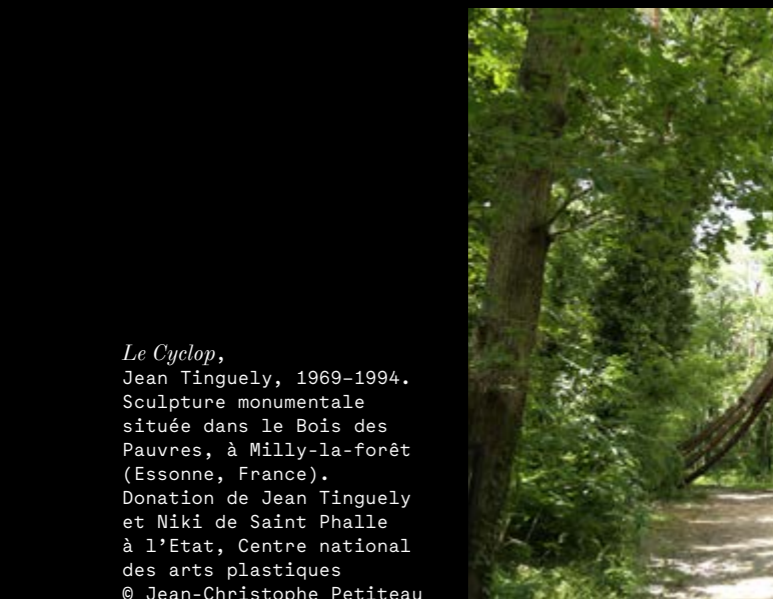 Le Cyclop,
Jean Tinguely, 1969–1994.
Sculpture monumentale
située dans le Bois des
Pauvres, à Milly-la-forêt
(Essonne, France).
Donation de Jean Tinguely
et Niki de Saint Phalle
à l’Etat, Centre national
des arts plastiques
© Jean-Christophe Petiteau